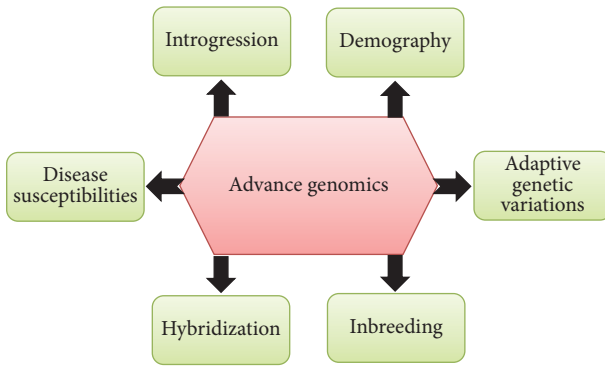 Introgression
Demography
Disease
susceptibilities
Advance genomics
Adaptive
genetic
variations
Hybridization
Inbreeding